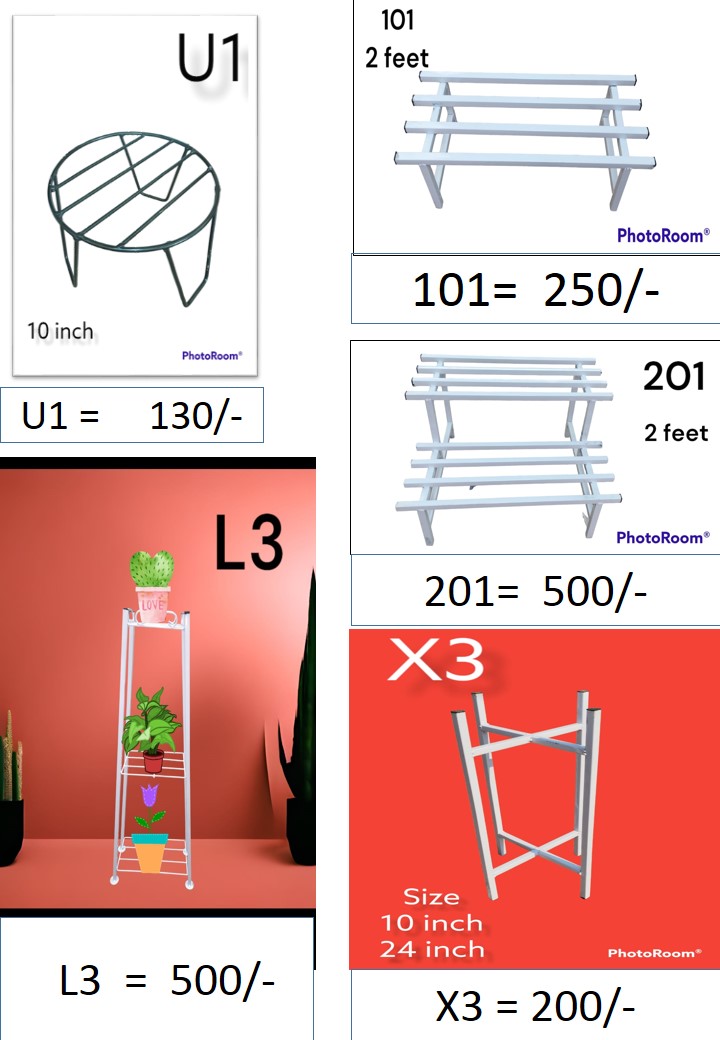 U1
10 inch
PhotoRoom®
U1 = 130/-
101
2 feet
PhotoRoom®
101= 250/-
201
2 feet
PhotoRoom®
201= 500/-
L3
LOVE
L3 = 500/-
X3
Size
10 inch
24 inch
PhotoRoom®
X3 = 200/-